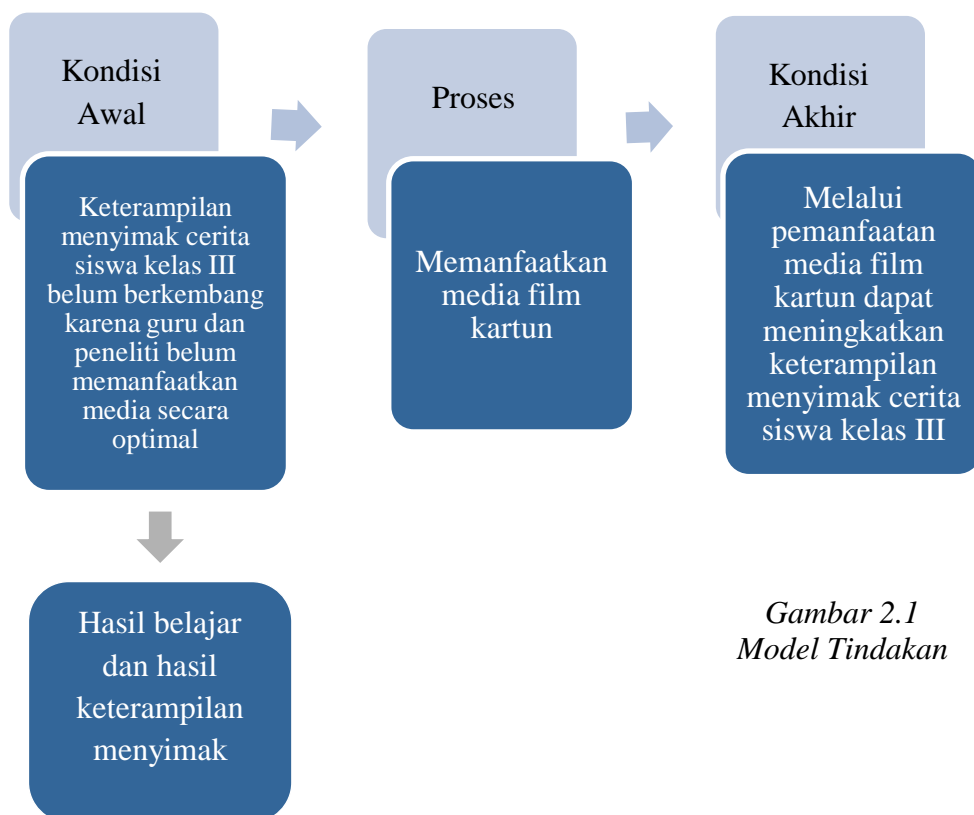 Kondisi
Awal
Keterampilan
menyimak cerita
siswa kelas III
belum berkembang
karena guru dan
peneliti belum
memanfaatkan
media secara
optimal
Proses
Memanfaatkan
media film
kartun
Kondisi
Akhir
Melalui
pemanfaatan
media film
kartun dapat
meningkatkan
keterampilan
menyimak cerita
siswa kelas III
Hasil belajar
dan hasil
keterampilan
menyimak
Gambar 2.1
Model Tindakan